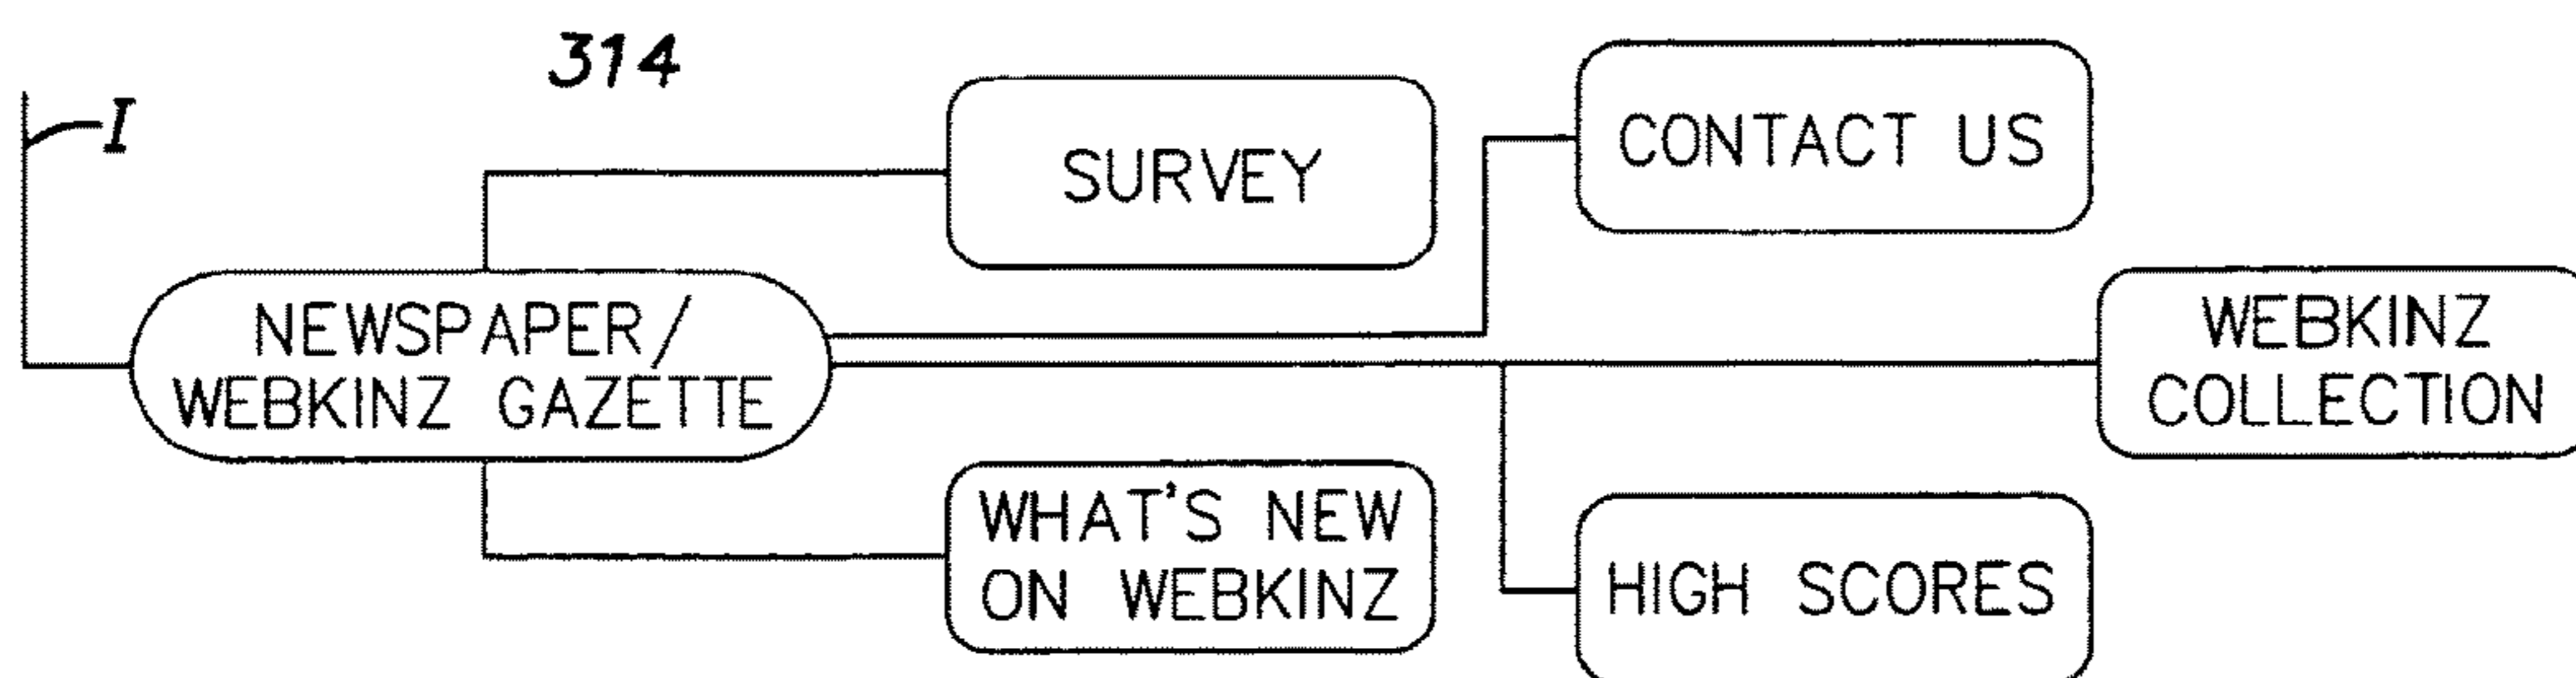 314
I
SURVEY
CONTACT US
NEWSPAPER/
WEBKINZ GAZETTE
WEBKINZ
COLLECTION
WHAT'S NEW
ON WEBKINZ
HIGH SCORES